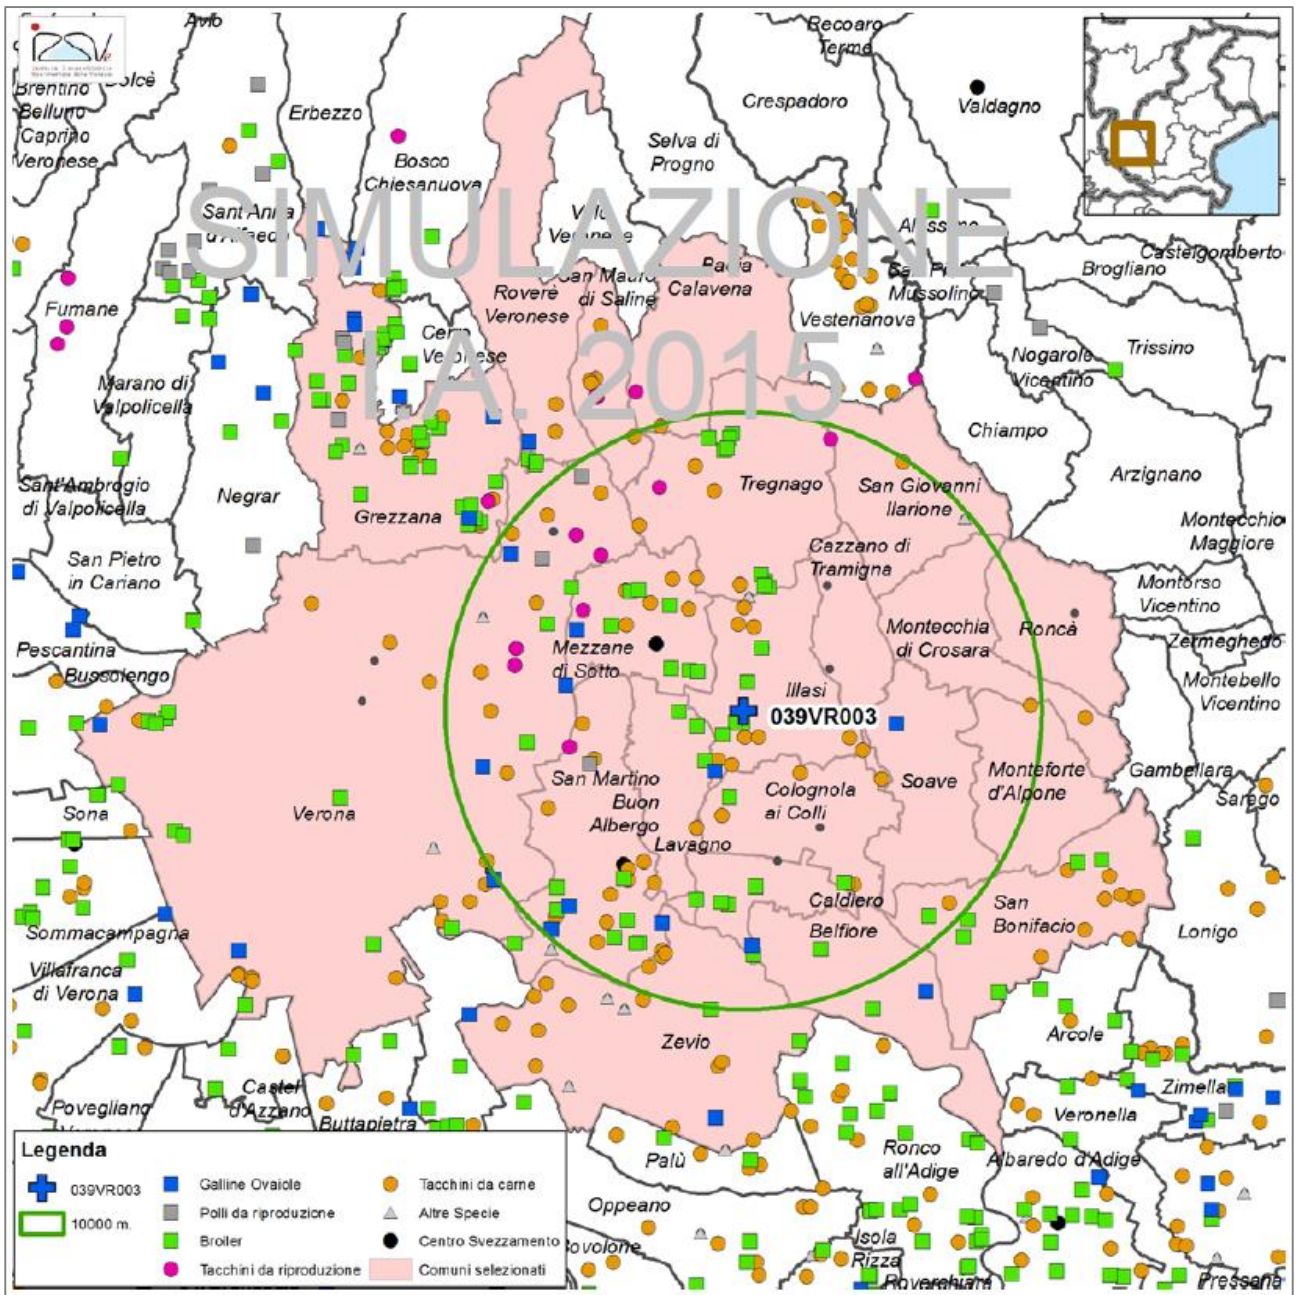 Avio
Recoaro
Terme
Dolcè
Brentino
Belluno
Caprino
Veronese
Erbezzo
Bosco
Chiesanuova
Selva di
Progno
Crespadoro
Valdagno
SIMULAZIONE
I.A. 2015
Sant'Anna
d'Alfaedo
Velo
Veronese
San Mauro
di Saline
Badia
Calavena
Roverè
Veronese
Altissimo
San Pietro
Mussolino
Castelgomberto
Brogliano
Fumane
Cerro
Veronese
Vestenanova
Nogarole
Vicentino
Trissino
Marano di
Valpolicella
Chiampo
Arzignano
Sant'Ambrogio
di Valpolicella
Negrar
Grezzana
Tregnago
San Giovanni
Ilarione
Montecchio
Maggiore
San Pietro
in Cariano
Cazzano di
Tramigna
Montorso
Vicentino
Pescantina
Bussolengo
Mezzane
di Sotto
Montecchia
di Crosara
Roncà
Zermeghedo
Montebello
Vicentino
Illasi
039VR003
Sona
Verona
San Martino
Buon
Albergo
Colognola
ai Colli
Soave
Monteforte
d'Alpone
Gambellara
Sarego
Lavagno
Caldiero
Belfiore
San
Bonifacio
Lonigo
Sommacampagna
Villafranca
di Verona
Zevio
Arcole
Castel
d'Azzano
Povegliano
Buttapietra
Zimella
Veronella
Palù
Ronco
all'Adige
Albaredo d'Adige
Oppeano
Bovolone
Isola
Rizza
Roverchiara
Pressana
Legenda
039VR003
10000 m.
Galline Ovaiole
Polli da riproduzione
Broiler
Tacchini da riproduzione
Tacchini da carne
Altre Specie
Centro Svezzamento
Comuni selezionati